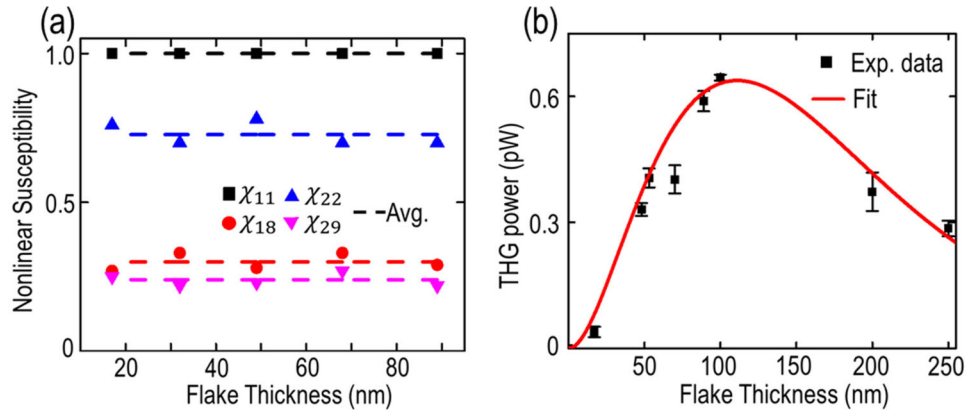 (a)
Nonlinear Susceptibility
1.0
0.5
0
χ11 χ22
χ18 χ29
Avg.
20 40 60 80
Flake Thickness (nm)
(b)
THG power (pW)
0.6
0.3
0.0
Exp. data
Fit
50 100 150 200 250
Flake Thickness (nm)